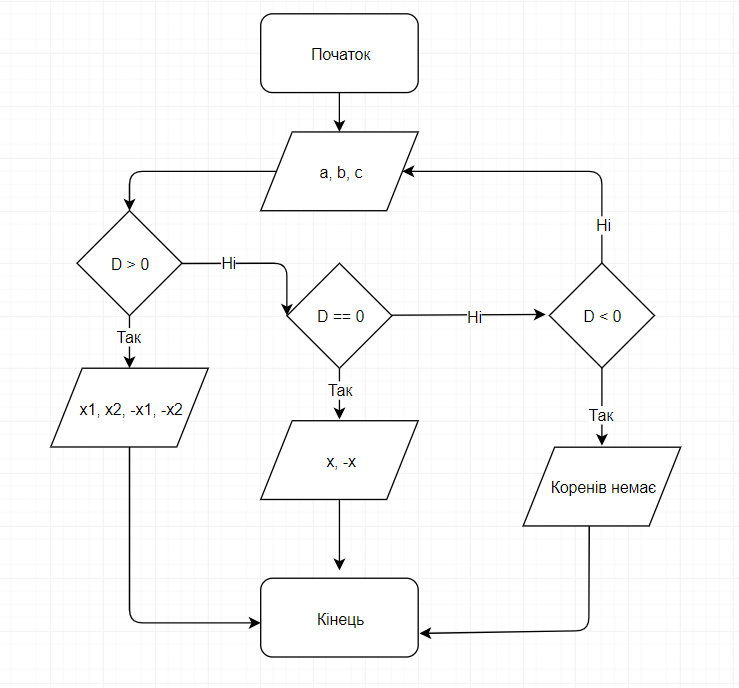 Початок
a, b, c
Ні
D > 0
Ні
D == 0
Ні
D < 0
Так
Так
Так
x1, x2, -x1, -x2
x, -x
Коренів немає
Кінець